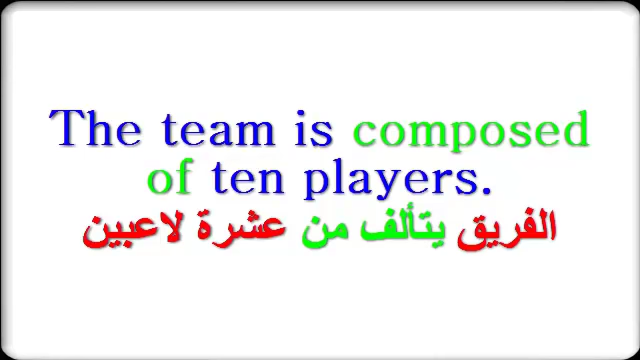 The team is composed
of ten players.
الفريق يتألف من عشرة لاعبين